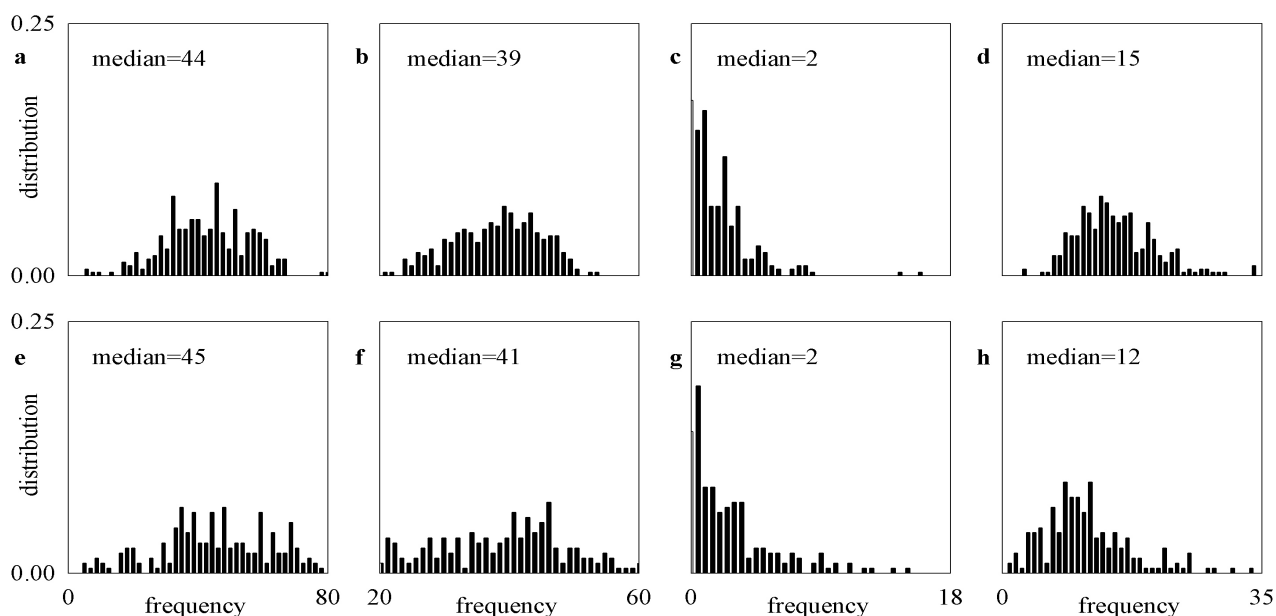 0.25
a median=44
b median=39
c median=2
d median=15
distribution
0.00
0.25
e median=45
f median=41
g median=2
h median=12
distribution
0.00
0 frequency 80
20 frequency 60
0 frequency 18
0 frequency 35